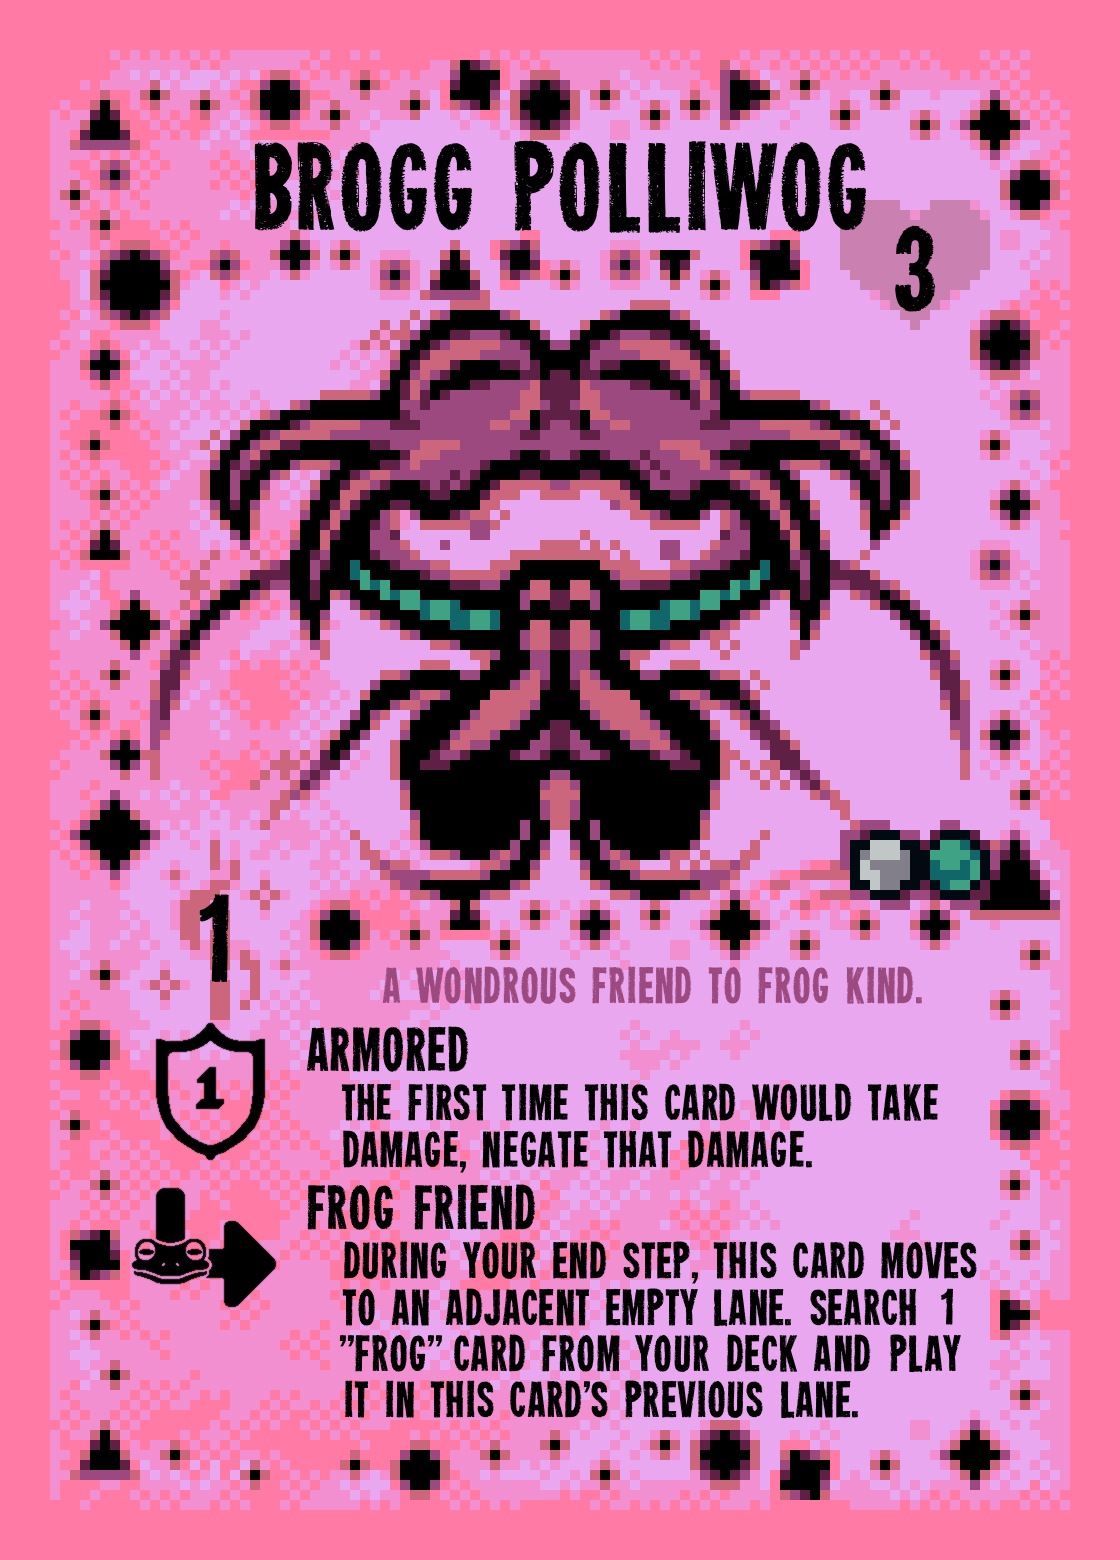 BROGG POLLIWOG
3
1
A WONDROUS FRIEND TO FROG KIND.
ARMORED
1
THE FIRST TIME THIS CARD WOULD TAKE
DAMAGE, NEGATE THAT DAMAGE.
FROG FRIEND
DURING YOUR END STEP, THIS CARD MOVES
TO AN ADJACENT EMPTY LANE. SEARCH 1
"FROG" CARD FROM YOUR DECK AND PLAY
IT IN THIS CARD'S PREVIOUS LANE.